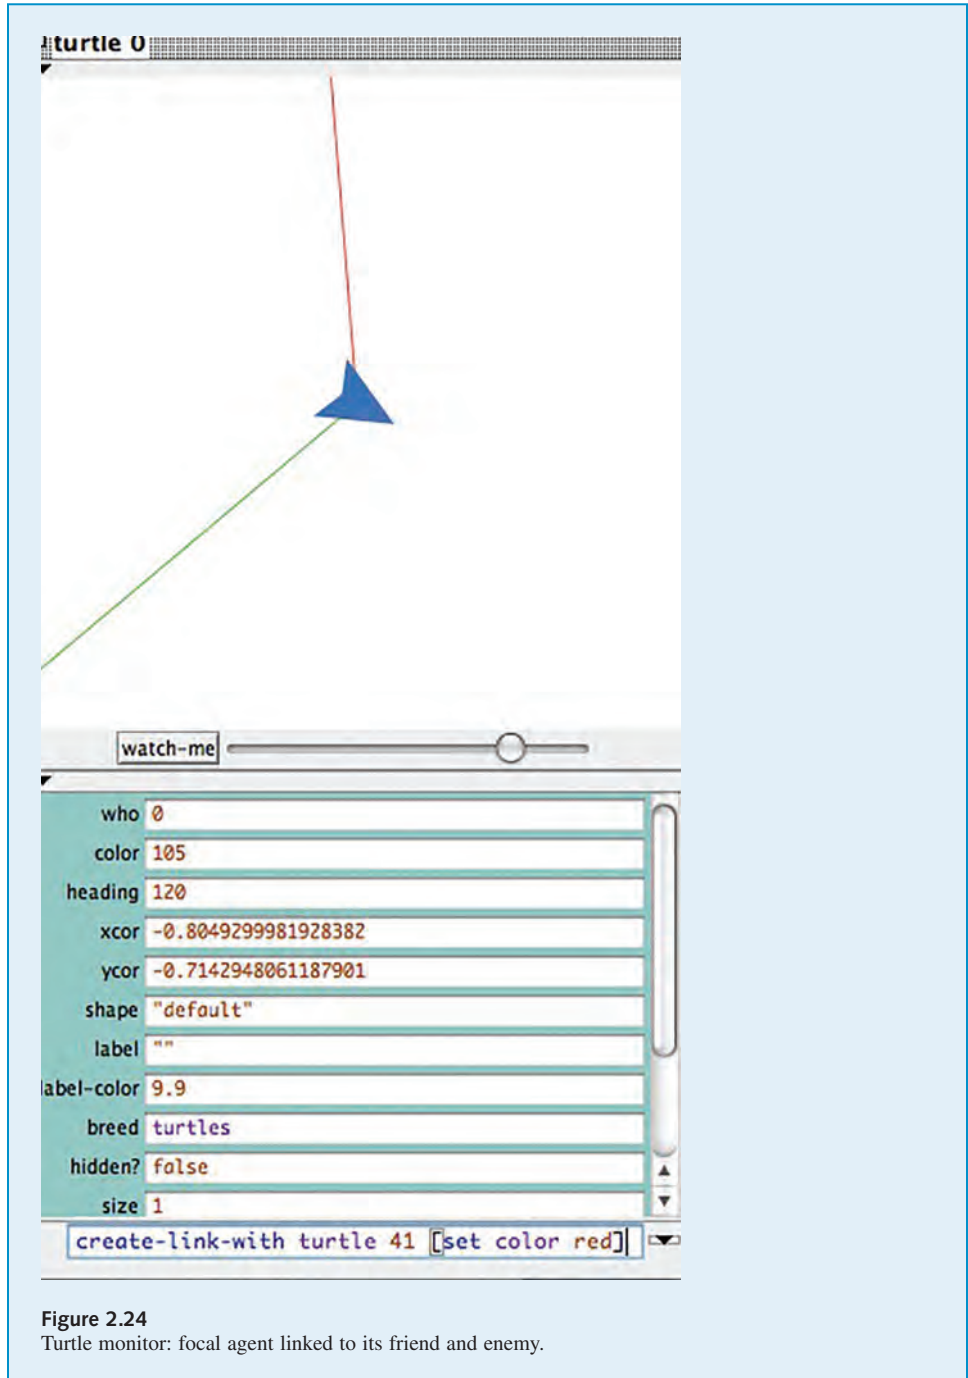 turtle 0
watch-me
who 0
color 105
heading 120
xcor -0.8049299981928382
ycor -0.7142948061187901
shape "default"
label ""
label-color 9.9
breed turtles
hidden? false
size 1
create-link-with turtle 41 [set color red]
Figure 2.24
Turtle monitor: focal agent linked to its friend and enemy.